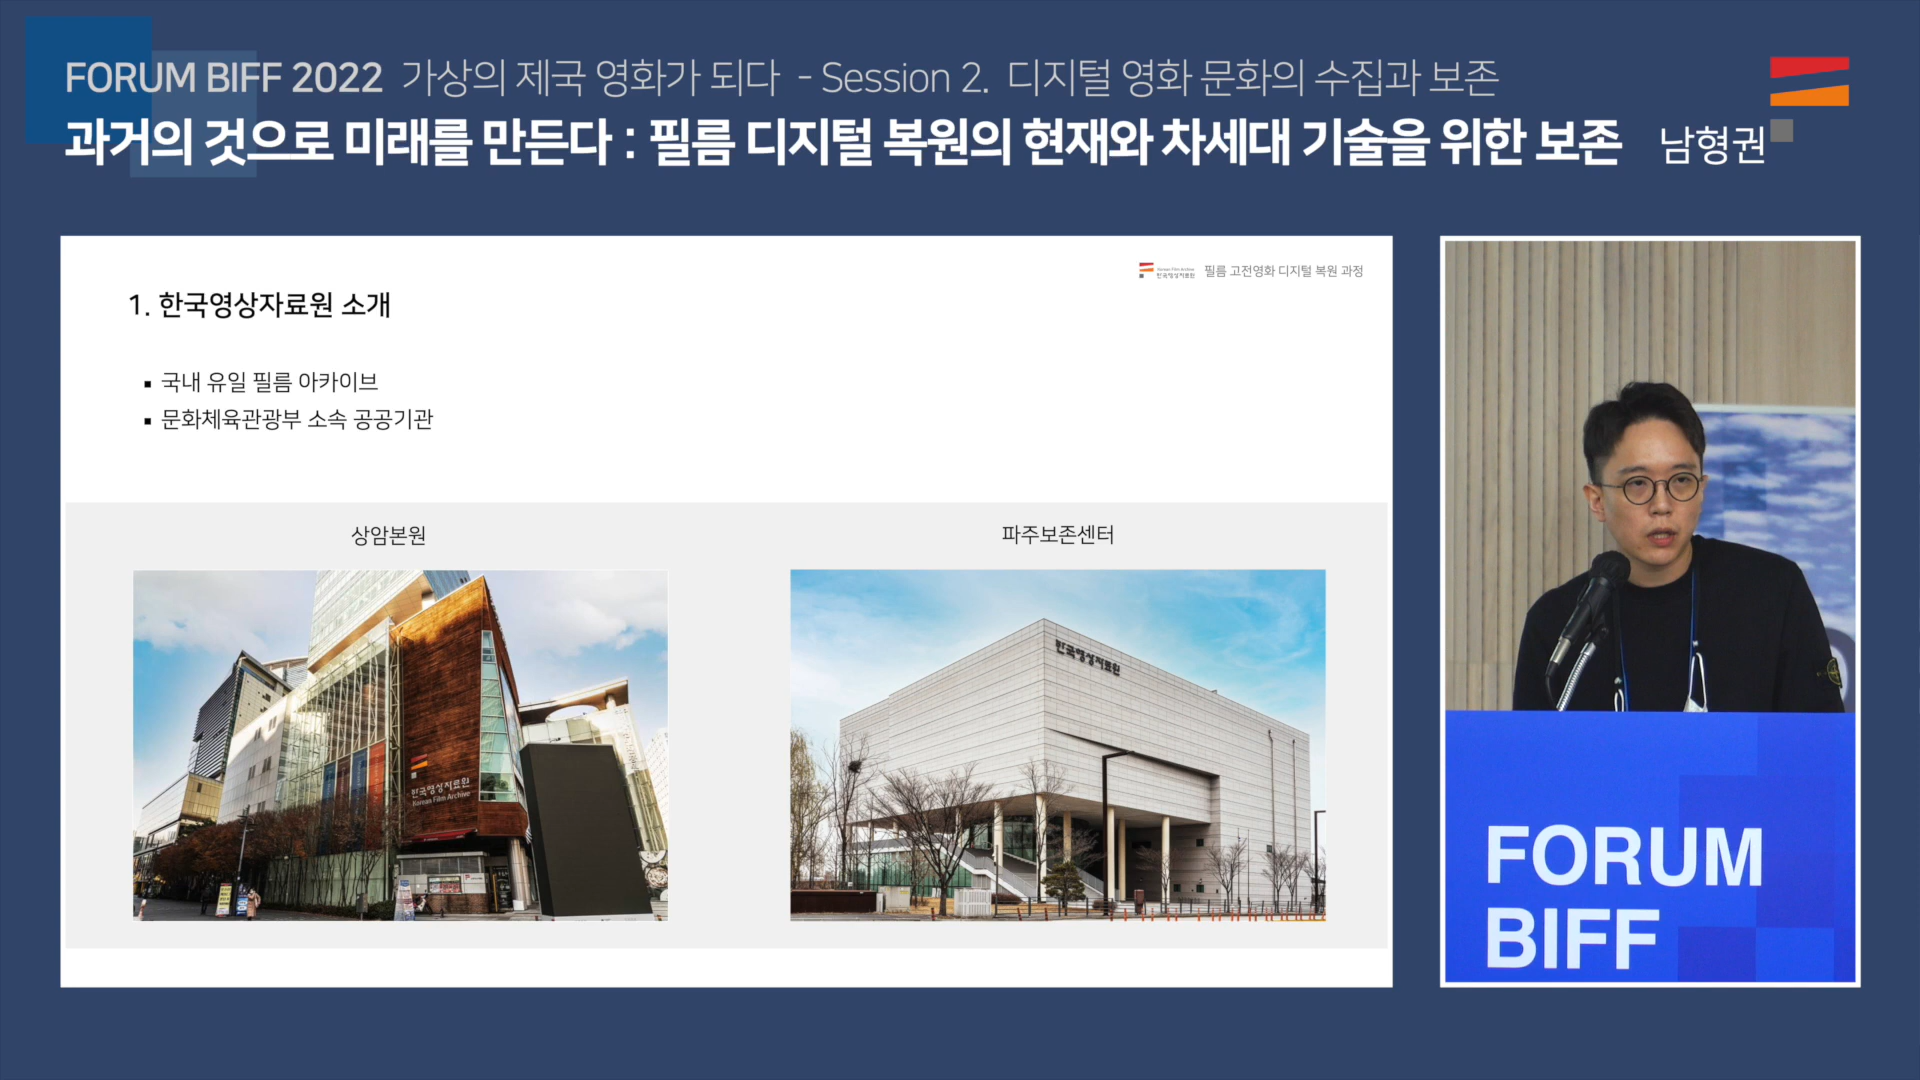 FORUM BIFF 2022 가상의 제국 영화가 되다 - Session 2. 디지털 영화 문화의 수집과 보존
과거의 것으로 미래를 만든다 : 필름 디지털 복원의 현재와 차세대 기술을 위한 보존 남형권
Korean Film Archive
한국영상자료원
필름 고전영화 디지털 복원 과정
1. 한국영상자료원 소개
▪ 국내 유일 필름 아카이브
▪ 문화체육관광부 소속 공공기관
상암본원
파주보존센터
한국영상자료원
Korean Film Archive
한국영상자료원
FORUM
BIFF